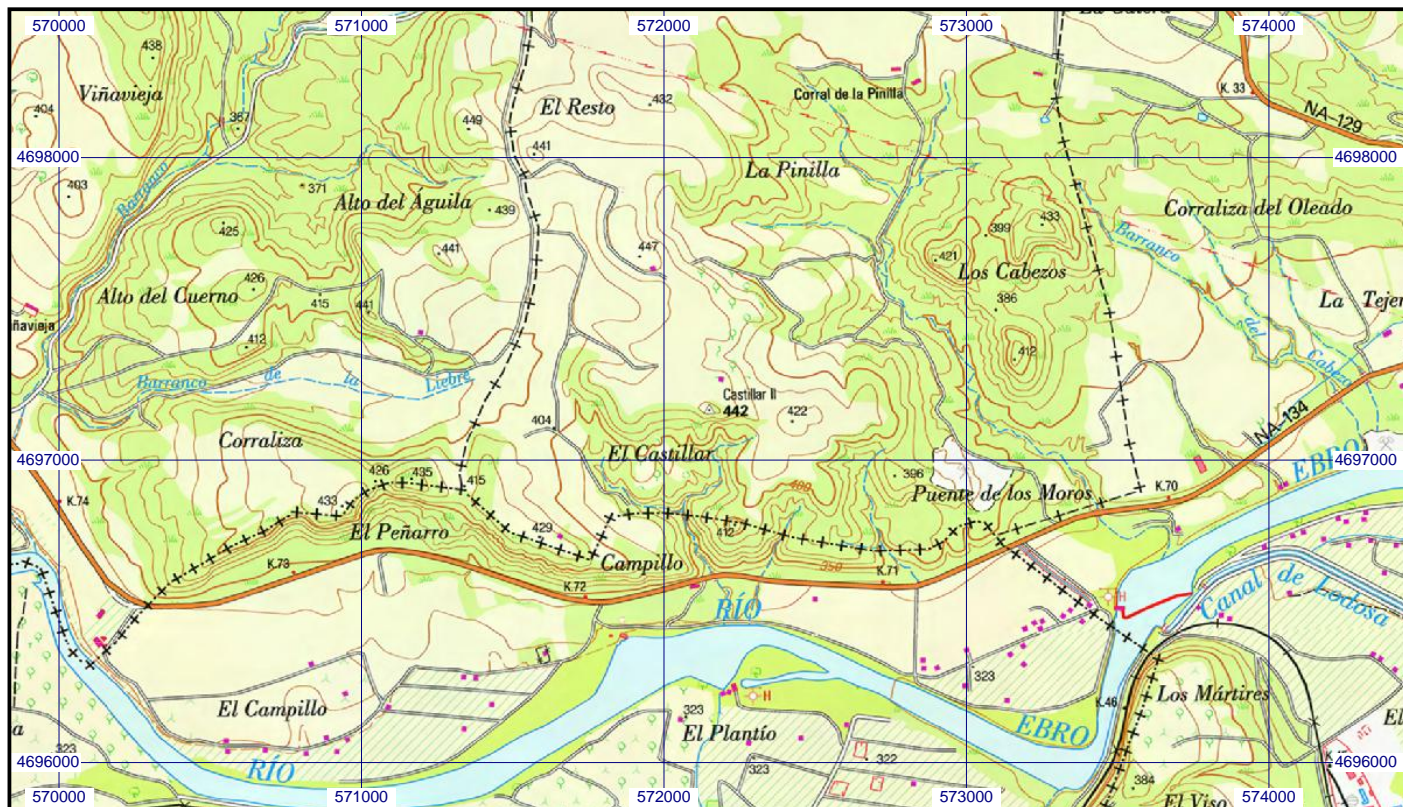 570000 571000 572000 573000 574000
438
Viñavieja
404
367
449
El Resto
432
Corral de la Pinilla
K. 33
NA-129
441
4698000 4698000
403
371
Barranco
Alto del Águila
439
La Pinilla
Corraliza del Oleado
433
399
425
441
447
421
Los Cabezos
Barranco
426
Alto del Cuerno
415
441
386
La
del
412
412
Cabezo
Barranco de la Liebre
Castillar II
442
422
404
NA-134
Corraliza
El Castillar
4697000 4697000
EBRO
426
435
415
396
400
Puente de los Moros
K.70
K.74
433
El Peñarro
429
412
Campillo
350
K.73
K.72
K.71
RÍO
H
Canal de Lodosa
323
El Campillo
H
323
El Plantío
EBRO
K.46
Los Mártires
El
323
RÍO
323
322
384
4696000 4696000
El Viso
570000 571000 572000 573000 574000